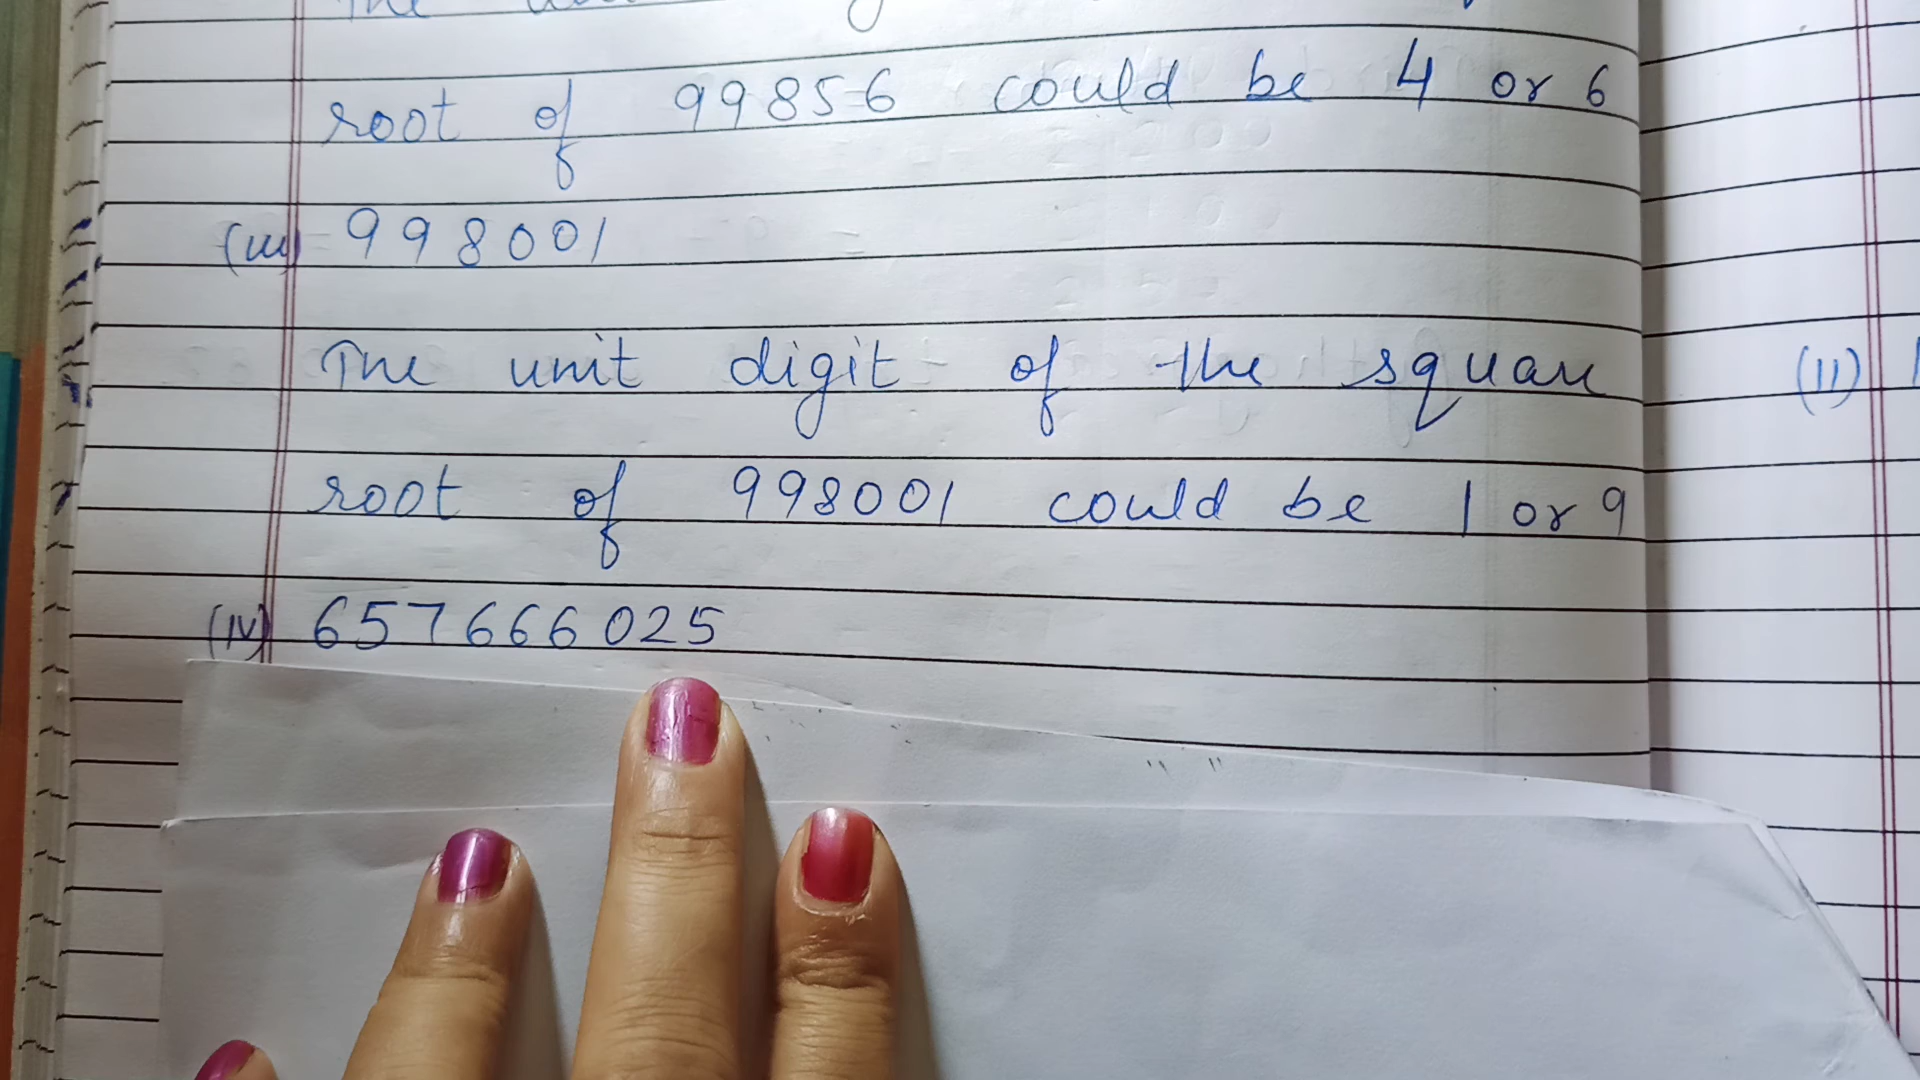 root of 99856 could be 4 or 6
(iii) 998001
The unit digit of the square
(ii)
root of 998001 could be 1 or 9
(iv) 657666025